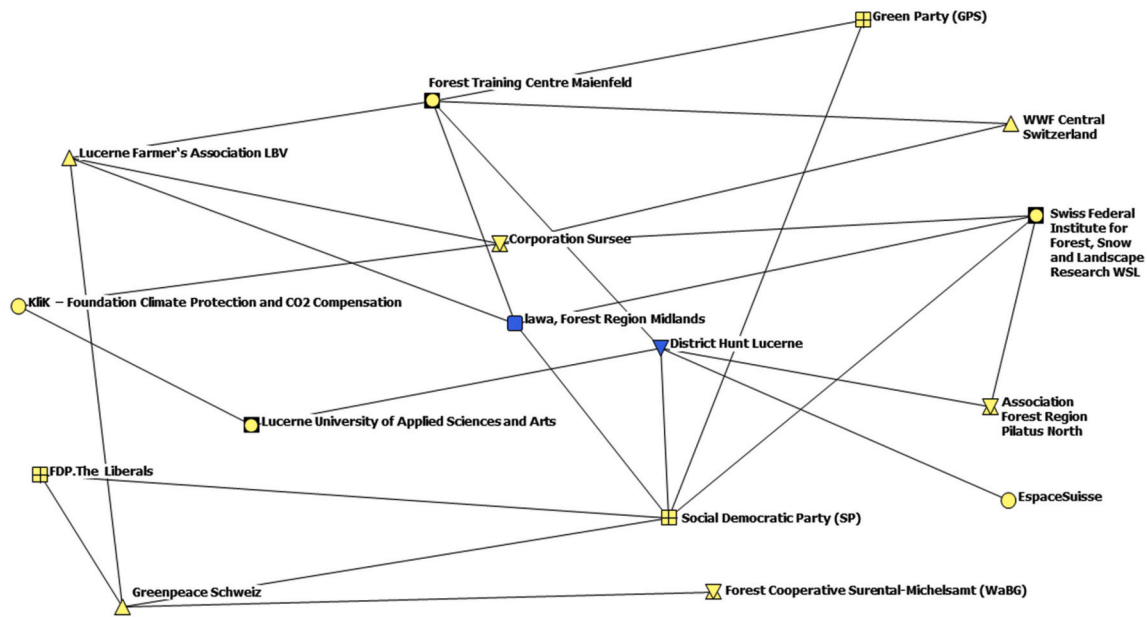 Green Party (GPS)
Forest Training Centre Maienfeld
WWF Central
Switzerland
Lucerne Farmer's Association LBV
Swiss Federal
Institute for
Forest, Snow
and Landscape
Research WSL
Corporation Sursee
KliK – Foundation Climate Protection and CO2 Compensation
lawa, Forest Region Midlands
District Hunt Lucerne
Association
Forest Region
Pilatus North
Lucerne University of Applied Sciences and Arts
FDP.The Liberals
EspaceSuisse
Social Democratic Party (SP)
Greenpeace Schweiz
Forest Cooperative Surental-Michelsamt (WaBG)